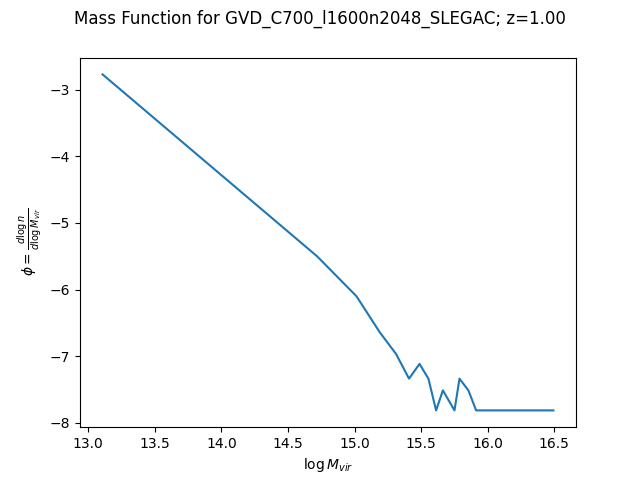 Mass Function for GVD_C700_l1600n2048_SLEGAC; z=1.00
−3
−4
−5
−6
−7
−8
ϕ = d log n / d log M_vir
13.0 13.5 14.0 14.5 15.0 15.5 16.0 16.5
log M_vir